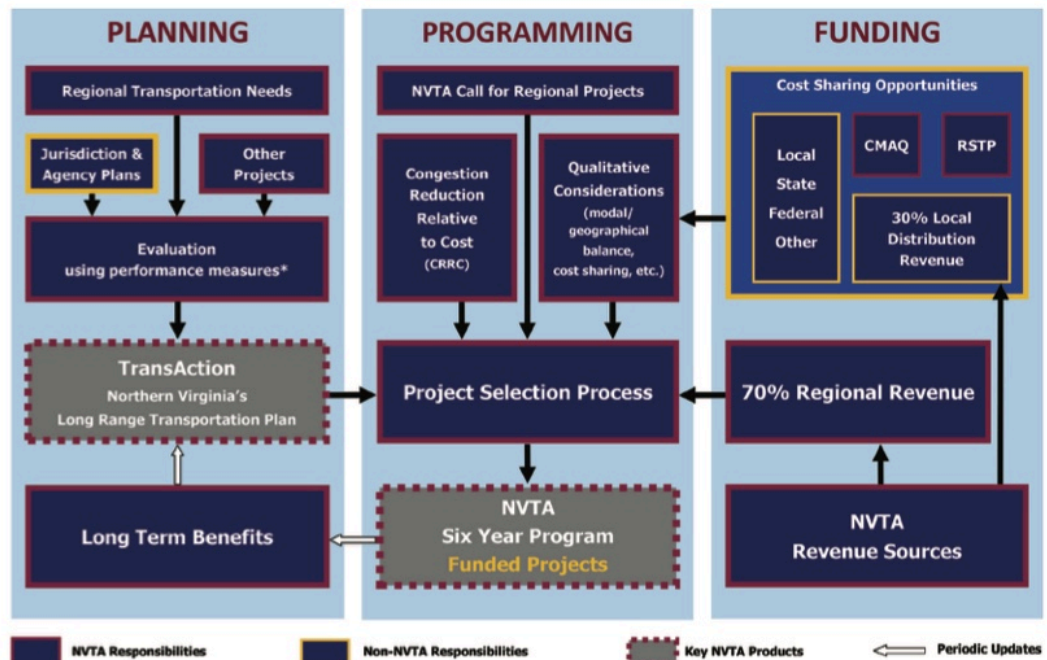 PLANNING
Regional Transportation Needs
Jurisdiction &
Agency Plans
Other
Projects
Evaluation
using performance measures*
TransAction
Northern Virginia's
Long Range Transportation Plan
Long Term Benefits
PROGRAMMING
NVTA Call for Regional Projects
Congestion
Reduction
Relative
to Cost
(CRRC)
Qualitative
Considerations
(modal/
geographical
balance,
cost sharing, etc.)
Project Selection Process
NVTA
Six Year Program
Funded Projects
FUNDING
Cost Sharing Opportunities
Local
State
Federal
Other
CMAQ
RSTP
30% Local
Distribution
Revenue
70% Regional Revenue
NVTA
Revenue Sources
NVTA Responsibilities
Non-NVTA Responsibilities
Key NVTA Products
Periodic Updates